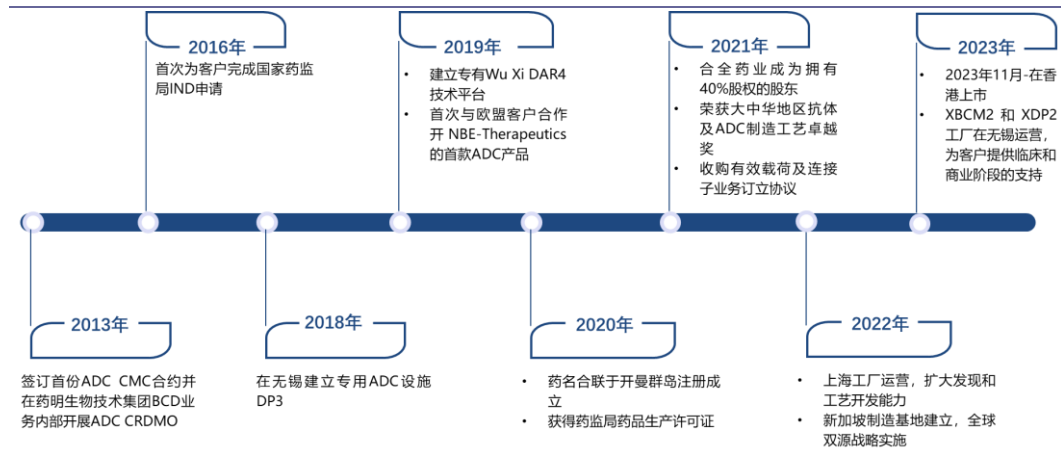 2016年
首次为客户完成国家药监
局IND申请
2019年
• 建立专有Wu Xi DAR4
技术平台
• 首次与欧盟客户合作
开 NBE-Therapeutics
的首款ADC产品
2021年
• 合全药业成为拥有
40%股权的股东
• 荣获大中华地区抗体
及ADC制造工艺卓越
奖
• 收购有效载荷及连接
子业务订立协议
2023年
• 2023年11月-在香
港上市
• XBCM2 和 XDP2
工厂在无锡运营，
为客户提供临床和
商业阶段的支持
2013年
签订首份ADC CMC合约并
在药明生物技术集团BCD业
务内部开展ADC CRDMO
2018年
在无锡建立专用ADC设施
DP3
2020年
• 药名合联于开曼群岛注册成
立
• 获得药监局药品生产许可证
2022年
• 上海工厂运营，扩大发现和
工艺开发能力
• 新加坡制造基地建立，全球
双源战略实施